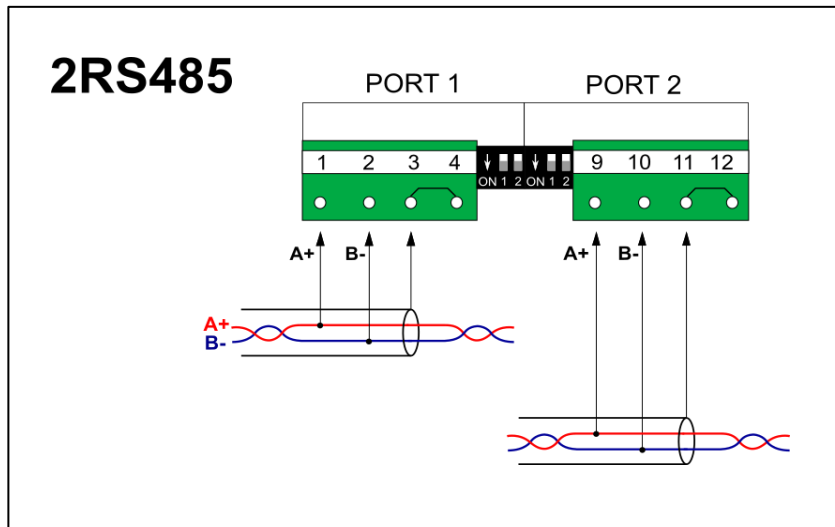 2RS485
PORT 1 PORT 2
1 2 3 4 9 10 11 12
ON 1 2 ON 1 2
A+ B- A+ B-
A+
B-